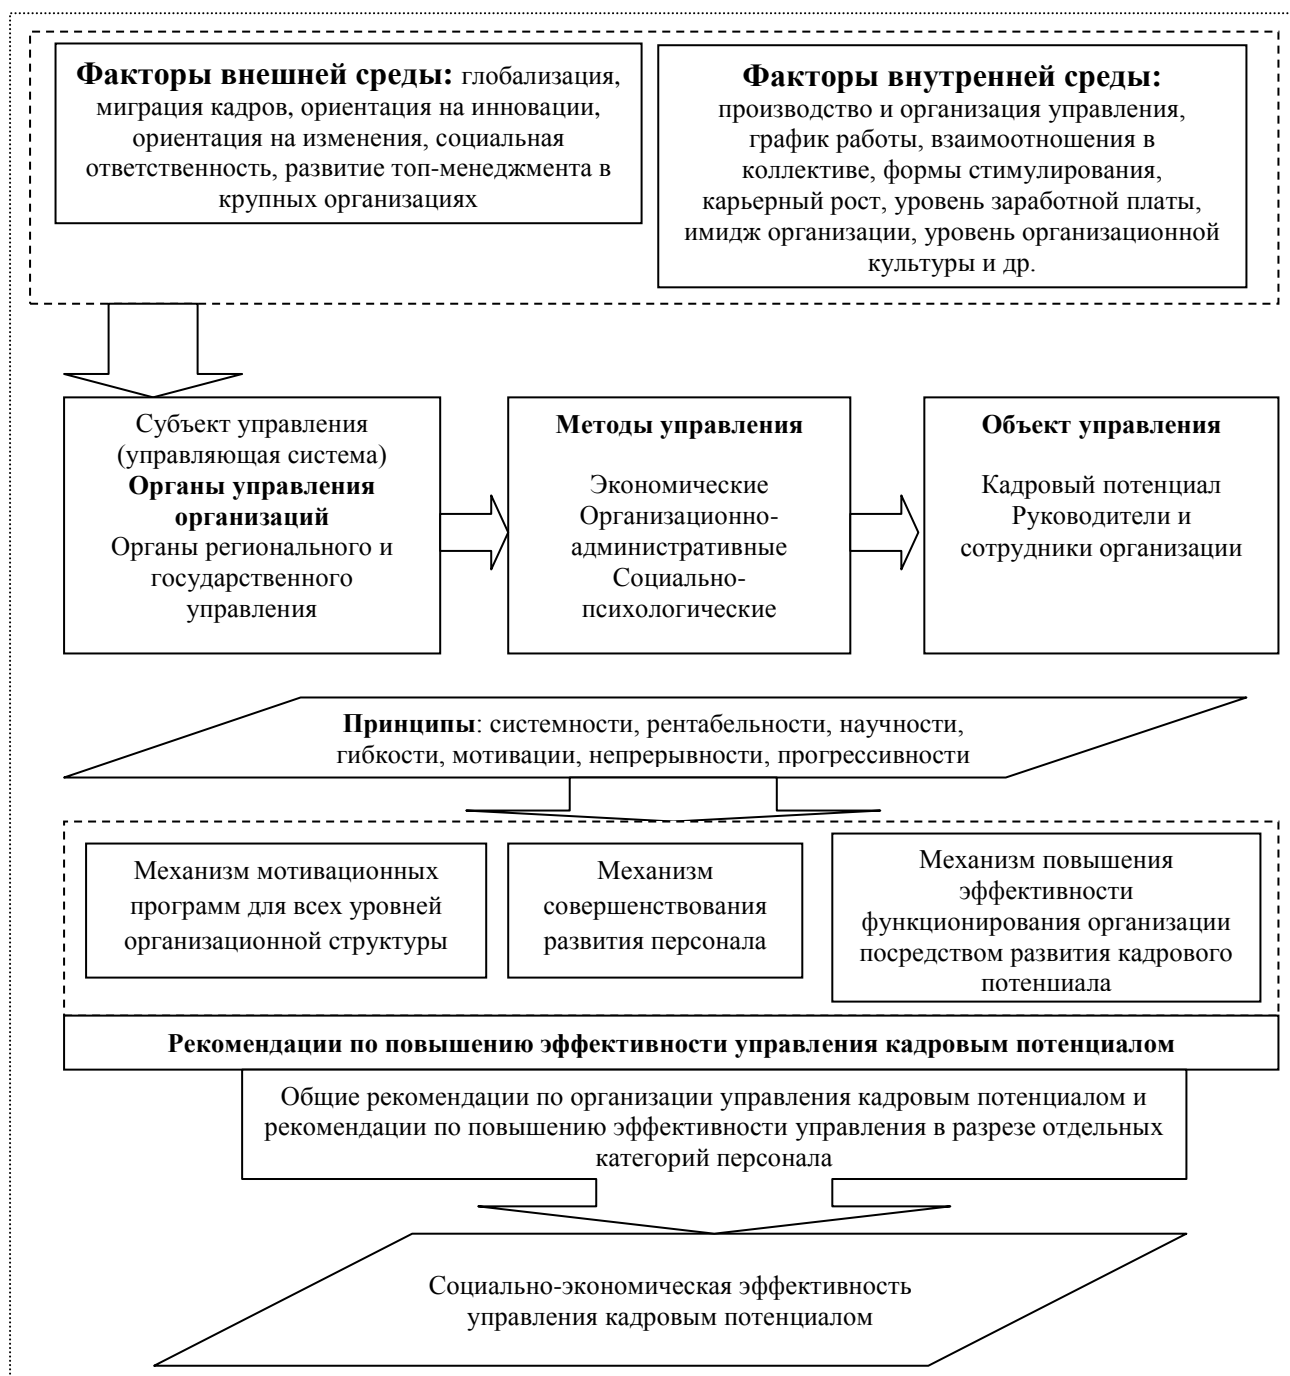 Факторы внешней среды: глобализация,
миграция кадров, ориентация на инновации,
ориентация на изменения, социальная
ответственность, развитие топ-менеджмента в
крупных организациях
Факторы внутренней среды:
производство и организация управления,
график работы, взаимоотношения в
коллективе, формы стимулирования,
карьерный рост, уровень заработной платы,
имидж организации, уровень организационной
культуры и др.
Субъект управления
(управляющая система)
Органы управления
организаций
Органы регионального и
государственного
управления
Методы управления
Экономические
Организационно-
административные
Социально-
психологические
Объект управления
Кадровый потенциал
Руководители и
сотрудники организации
Принципы: системности, рентабельности, научности,
гибкости, мотивации, непрерывности, прогрессивности
Механизм мотивационных
программ для всех уровней
организационной структуры
Механизм
совершенствования
развития персонала
Механизм повышения
эффективности
функционирования организации
посредством развития кадрового
потенциала
Рекомендации по повышению эффективности управления кадровым потенциалом
Общие рекомендации по организации управления кадровым потенциалом и
рекомендации по повышению эффективности управления в разрезе отдельных
категорий персонала
Социально-экономическая эффективность
управления кадровым потенциалом